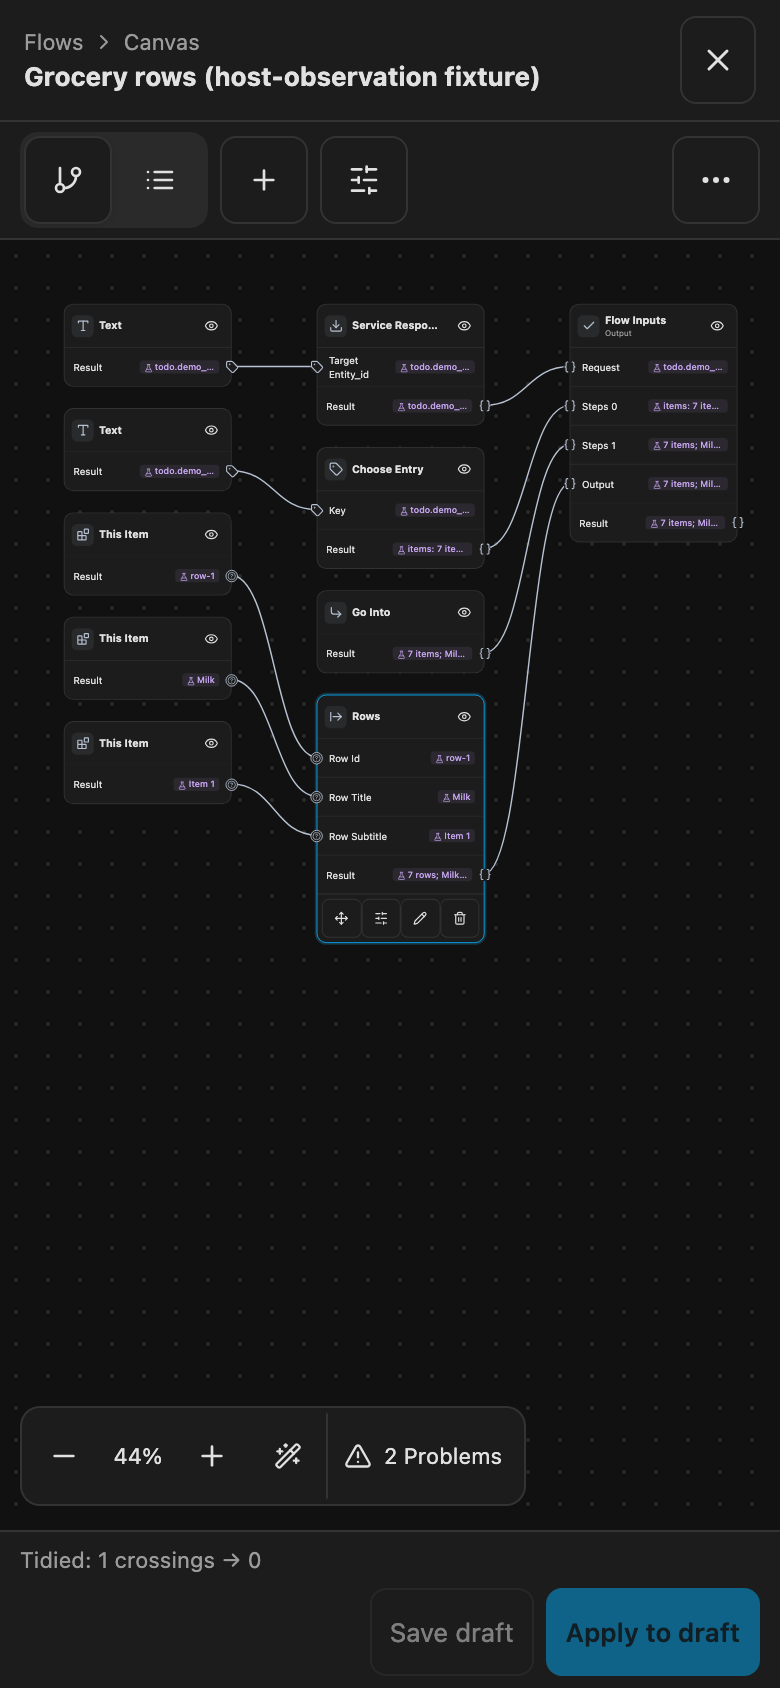 Flows > Canvas
Grocery rows (host-observation fixture)
Text
Result todo.demo_...
Text
Result todo.demo_...
This Item
Result row-1
This Item
Result Milk
This Item
Result Item 1
Service Respo...
Target
Entity_id todo.demo_...
Result todo.demo_... { }
Choose Entry
Key todo.demo_...
Result items: 7 ite... { }
Go Into
Result 7 items; Mil... { }
Rows
Row Id row-1
Row Title Milk
Row Subtitle Item 1
Result 7 rows; Milk... { }
Flow Inputs
Output
{ } Request todo.demo_...
{ } Steps 0 items: 7 ite...
{ } Steps 1 7 items; Mil...
{ } Output 7 items; Mil...
Result 7 items; Mil... { }
44%
2 Problems
Tidied: 1 crossings → 0
Save draft
Apply to draft